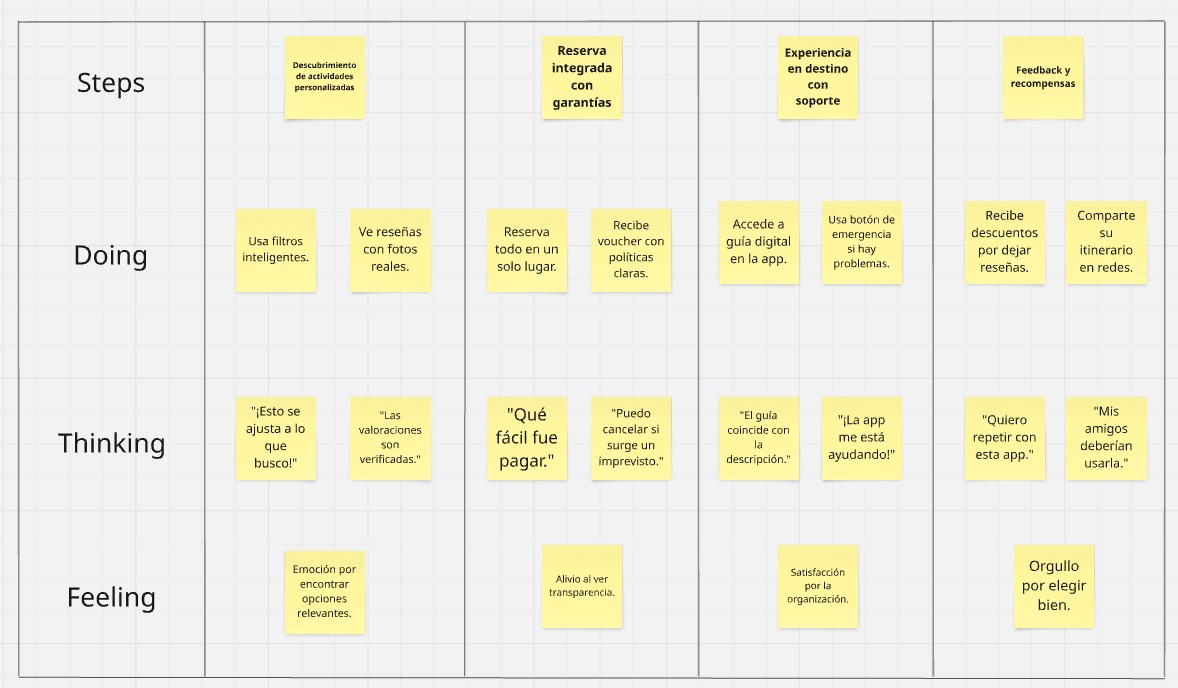 Steps
Descubrimiento
de actividades
personalizadas
Reserva
integrada
con
garantías
Experiencia
en destino
con
soporte
Feedback y
recompensas
Doing
Usa filtros
inteligentes.
Ve reseñas
con fotos
reales.
Reserva
todo en un
solo lugar.
Recibe
voucher con
políticas
claras.
Accede a
guía digital
en la app.
Usa botón de
emergencia
si hay
problemas.
Recibe
descuentos
por dejar
reseñas.
Comparte
su
itinerario
en redes.
Thinking
"¡Esto se
ajusta a lo
que
busco!"
"Las
valoraciones
son
verificadas."
"Qué
fácil fue
pagar."
"Puedo
cancelar si
surge un
imprevisto."
"El guía
coincide con
la
descripción."
"¡La app
me está
ayudando!"
"Quiero
repetir con
esta app."
"Mis
amigos
deberían
usarla."
Feeling
Emoción por
encontrar
opciones
relevantes.
Alivio al ver
transparencia.
Satisfacción
por la
organización.
Orgullo
por elegir
bien.